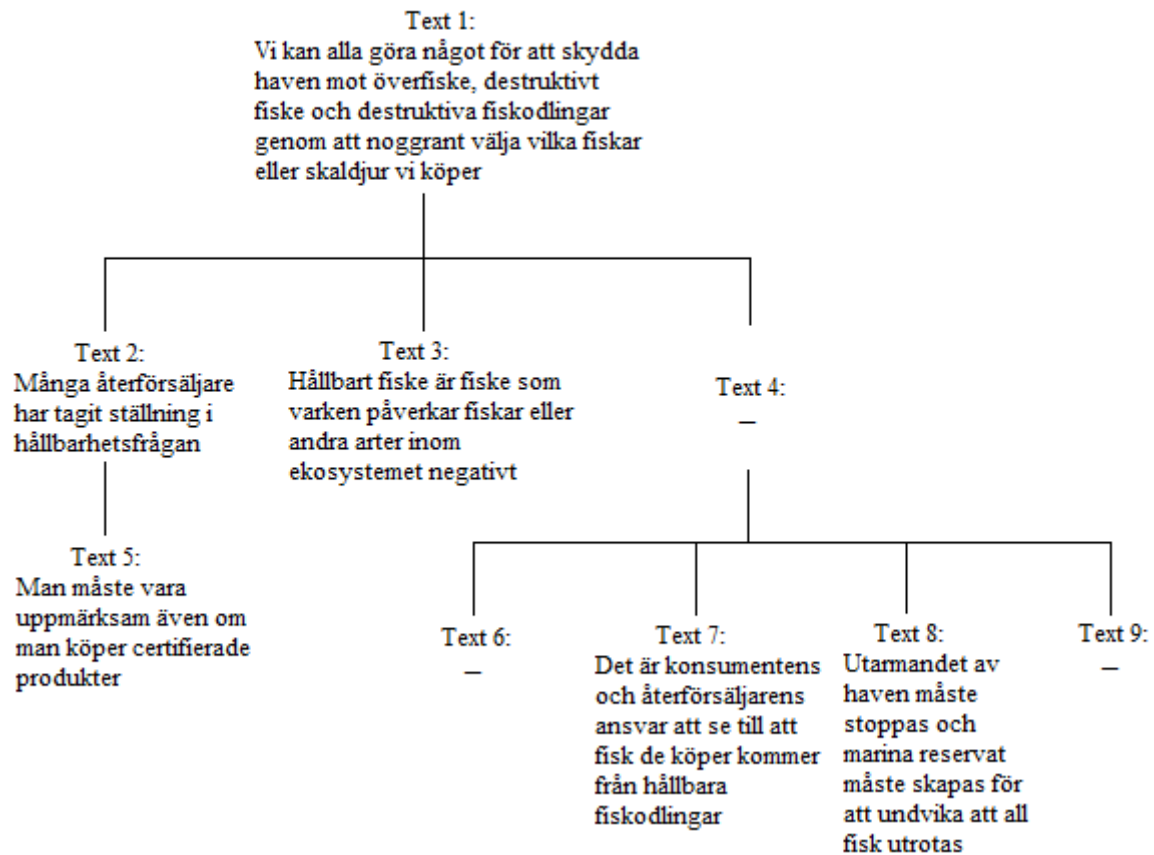 Text 1:
Vi kan alla göra något för att skydda
haven mot överfiske, destruktivt
fiske och destruktiva fiskodlingar
genom att noggrant välja vilka fiskar
eller skaldjur vi köper
Text 2:
Många återförsäljare
har tagit ställning i
hållbarhetsfrågan
Text 3:
Hållbart fiske är fiske som
varken påverkar fiskar eller
andra arter inom
ekosystemet negativt
Text 4:
–
Text 5:
Man måste vara
uppmärksam även om
man köper certifierade
produkter
Text 6:
–
Text 7:
Det är konsumentens
och återförsäljarens
ansvar att se till att
fisk de köper kommer
från hållbara
fiskodlingar
Text 8:
Utarmandet av
haven måste
stoppas och
marina reservat
måste skapas för
att undvika att all
fisk utrotas
Text 9:
–